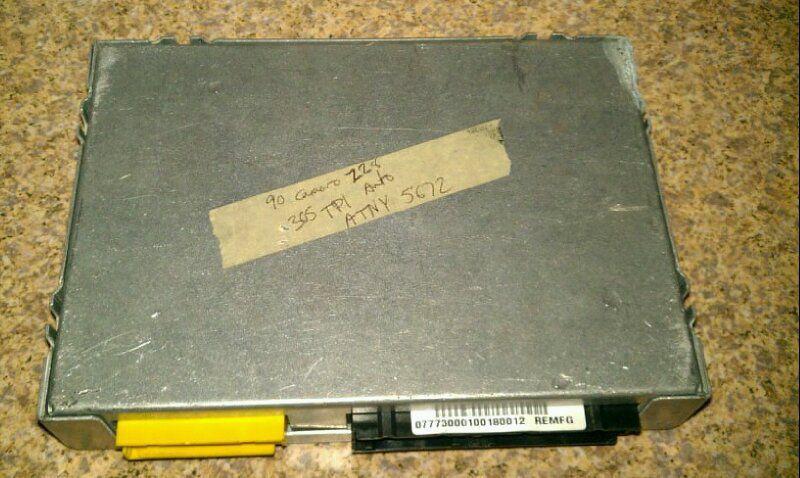 90 Camaro Z28
.305 TPI Auto
ATNY 5672
07773000100180012 REMFG